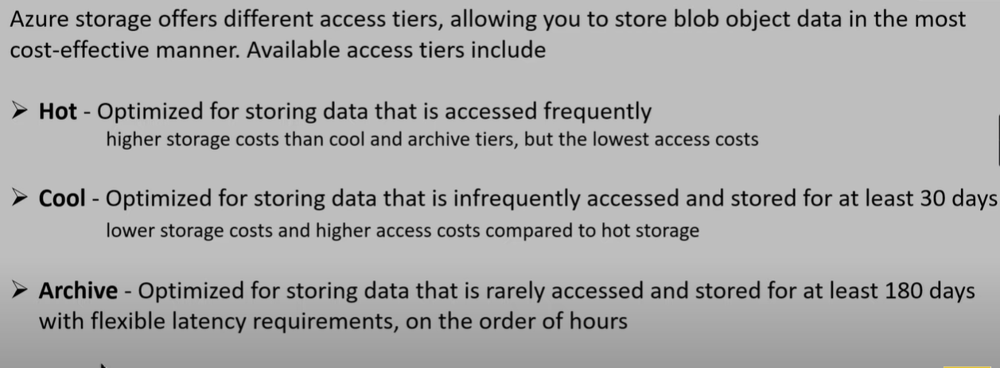 Azure storage offers different access tiers, allowing you to store blob object data in the most
cost-effective manner. Available access tiers include
➢ Hot - Optimized for storing data that is accessed frequently
higher storage costs than cool and archive tiers, but the lowest access costs
➢ Cool - Optimized for storing data that is infrequently accessed and stored for at least 30 days
lower storage costs and higher access costs compared to hot storage
➢ Archive - Optimized for storing data that is rarely accessed and stored for at least 180 days
with flexible latency requirements, on the order of hours